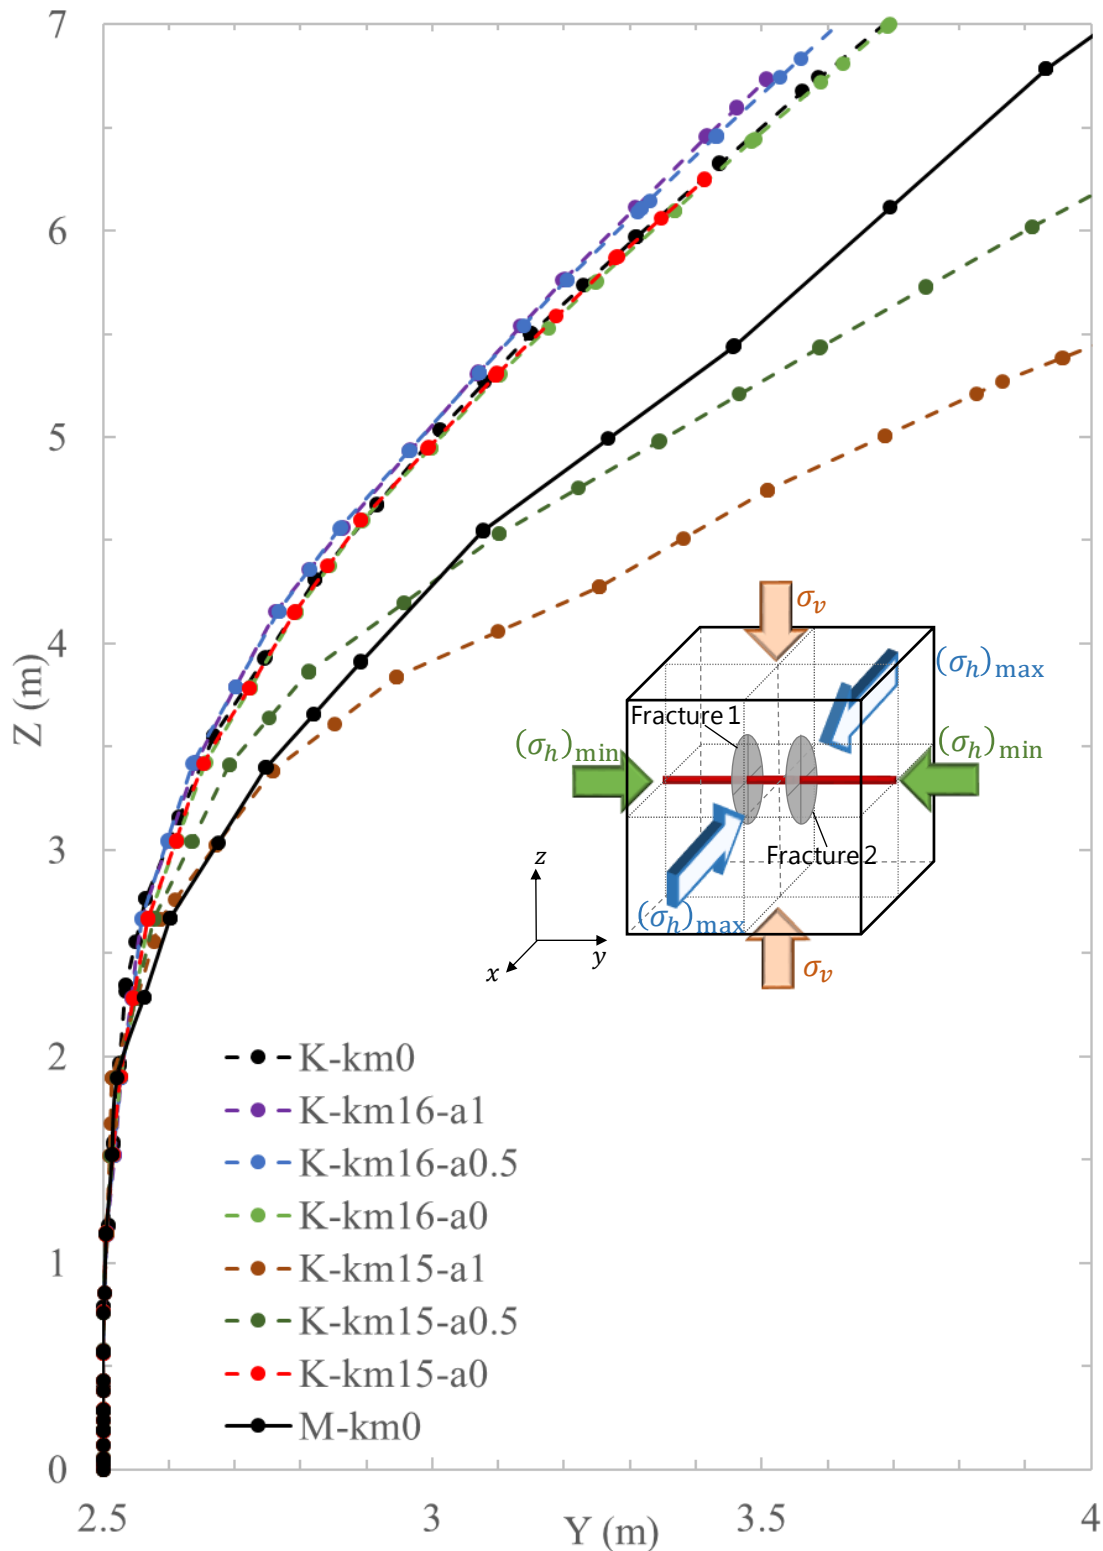 7
6
5
4
3
2
1
0
Z (m)
2.5
3
3.5
4
Y (m)
K-km0
K-km16-a1
K-km16-a0.5
K-km16-a0
K-km15-a1
K-km15-a0.5
K-km15-a0
M-km0
σᵥ
(σₕ)max
Fracture 1
(σₕ)min
(σₕ)min
Fracture 2
(σₕ)max
σᵥ
z
y
x